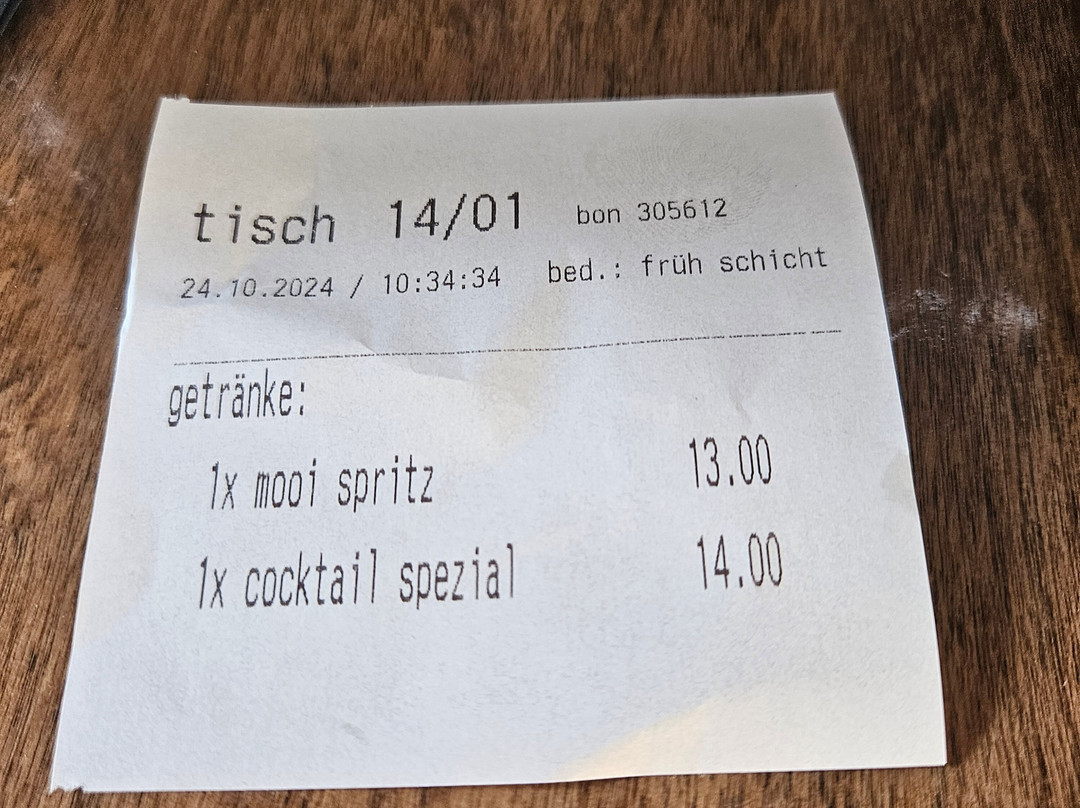 tisch 14/01 bon 305612
24.10.2024 / 10:34:34 bed.: früh schicht
getränke:
1x mooi spritz 13.00
1x cocktail spezial 14.00